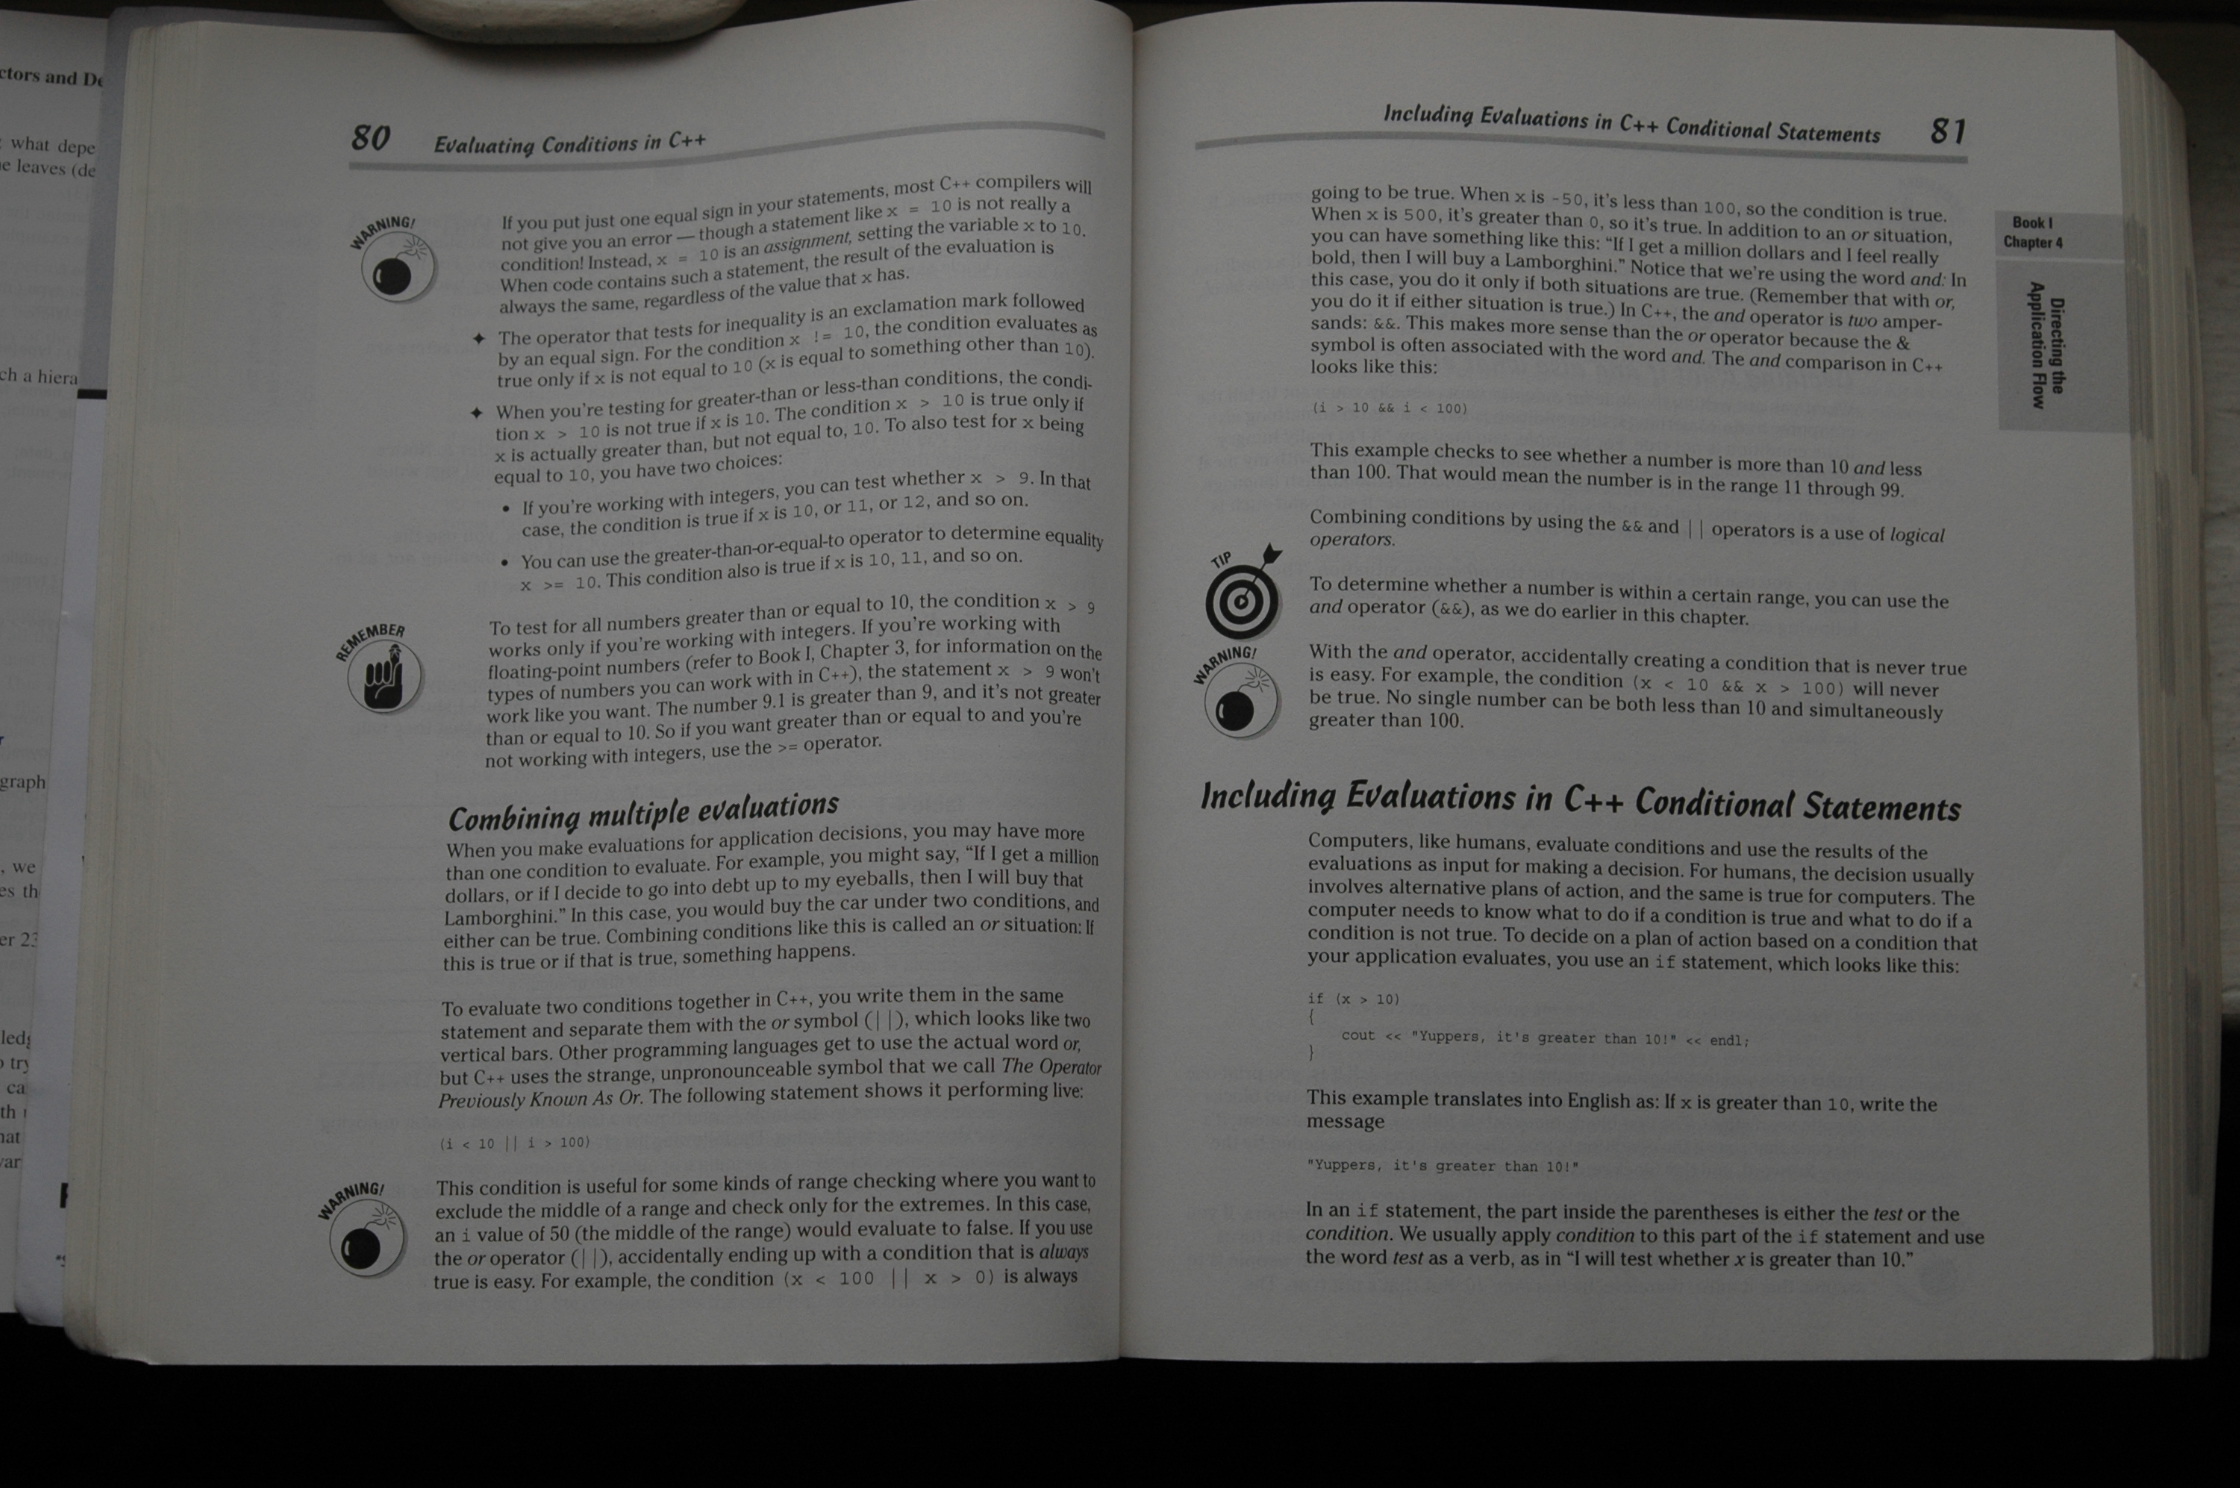 ctors and De
what depe
e leaves (de
ch a hiera
graph
, we
es th
er 23
led
try
ca
th
hat
var
80 Evaluating Conditions in C++
WARNING!
If you put just one equal sign in your statements, most C++ compilers will
not give you an error — though a statement like x = 10 is not really a
condition! Instead, x = 10 is an assignment, setting the variable x to 10.
When code contains such a statement, the result of the evaluation is
always the same, regardless of the value that x has.
✦ The operator that tests for inequality is an exclamation mark followed
by an equal sign. For the condition x != 10, the condition evaluates as
true only if x is not equal to 10 (x is equal to something other than 10).
✦ When you're testing for greater-than or less-than conditions, the condi-
tion x > 10 is not true if x is 10. The condition x > 10 is true only if
x is actually greater than, but not equal to, 10. To also test for x being
equal to 10, you have two choices:
• If you're working with integers, you can test whether x > 9. In that
case, the condition is true if x is 10, or 11, or 12, and so on.
• You can use the greater-than-or-equal-to operator to determine equality
x >= 10. This condition also is true if x is 10, 11, and so on.
REMEMBER
To test for all numbers greater than or equal to 10, the condition x > 9
works only if you're working with integers. If you're working with
floating-point numbers (refer to Book I, Chapter 3, for information on the
types of numbers you can work with in C++), the statement x > 9 won't
work like you want. The number 9.1 is greater than 9, and it's not greater
than or equal to 10. So if you want greater than or equal to and you're
not working with integers, use the >= operator.
Combining multiple evaluations
When you make evaluations for application decisions, you may have more
than one condition to evaluate. For example, you might say, "If I get a million
dollars, or if I decide to go into debt up to my eyeballs, then I will buy that
Lamborghini." In this case, you would buy the car under two conditions, and
either can be true. Combining conditions like this is called an or situation: If
this is true or if that is true, something happens.
To evaluate two conditions together in C++, you write them in the same
statement and separate them with the or symbol (||), which looks like two
vertical bars. Other programming languages get to use the actual word or,
but C++ uses the strange, unpronounceable symbol that we call The Operator
Previously Known As Or. The following statement shows it performing live:
(i < 10 || i > 100)
WARNING!
This condition is useful for some kinds of range checking where you want to
exclude the middle of a range and check only for the extremes. In this case,
an i value of 50 (the middle of the range) would evaluate to false. If you use
the or operator (||), accidentally ending up with a condition that is always
true is easy. For example, the condition (x < 100 || x > 0) is always
Including Evaluations in C++ Conditional Statements 81
going to be true. When x is -50, it's less than 100, so the condition is true.
When x is 500, it's greater than 0, so it's true. In addition to an or situation,
you can have something like this: "If I get a million dollars and I feel really
bold, then I will buy a Lamborghini." Notice that we're using the word and: In
this case, you do it only if both situations are true. (Remember that with or,
you do it if either situation is true.) In C++, the and operator is two amper-
sands: &&. This makes more sense than the or operator because the &
symbol is often associated with the word and. The and comparison in C++
looks like this:
(i > 10 && i < 100)
This example checks to see whether a number is more than 10 and less
than 100. That would mean the number is in the range 11 through 99.
Combining conditions by using the && and || operators is a use of logical
operators.
TIP
To determine whether a number is within a certain range, you can use the
and operator (&&), as we do earlier in this chapter.
WARNING!
With the and operator, accidentally creating a condition that is never true
is easy. For example, the condition (x < 10 && x > 100) will never
be true. No single number can be both less than 10 and simultaneously
greater than 100.
Including Evaluations in C++ Conditional Statements
Computers, like humans, evaluate conditions and use the results of the
evaluations as input for making a decision. For humans, the decision usually
involves alternative plans of action, and the same is true for computers. The
computer needs to know what to do if a condition is true and what to do if a
condition is not true. To decide on a plan of action based on a condition that
your application evaluates, you use an if statement, which looks like this:
if (x > 10)
{
cout << "Yuppers, it's greater than 10!" << endl;
}
This example translates into English as: If x is greater than 10, write the
message
"Yuppers, it's greater than 10!"
In an if statement, the part inside the parentheses is either the test or the
condition. We usually apply condition to this part of the if statement and use
the word test as a verb, as in "I will test whether x is greater than 10."
Book I
Chapter 4
Directing the
Application Flow